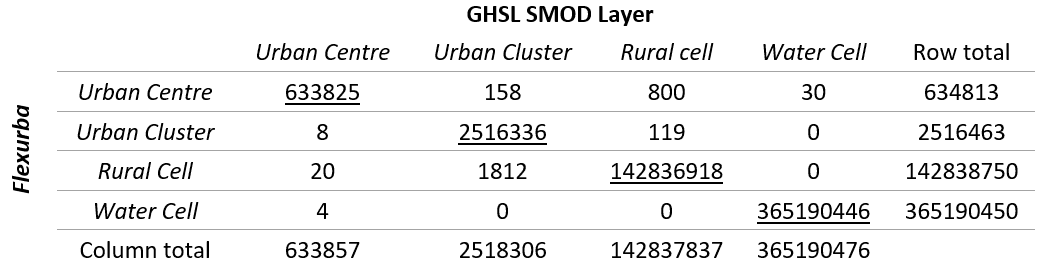 GHSL SMOD Layer
Urban Centre Urban Cluster Rural cell Water Cell Row total
Flexurba
Urban Centre 633825 158 800 30 634813
Urban Cluster 8 2516336 119 0 2516463
Rural Cell 20 1812 142836918 0 142838750
Water Cell 4 0 0 365190446 365190450
Column total 633857 2518306 142837837 365190476